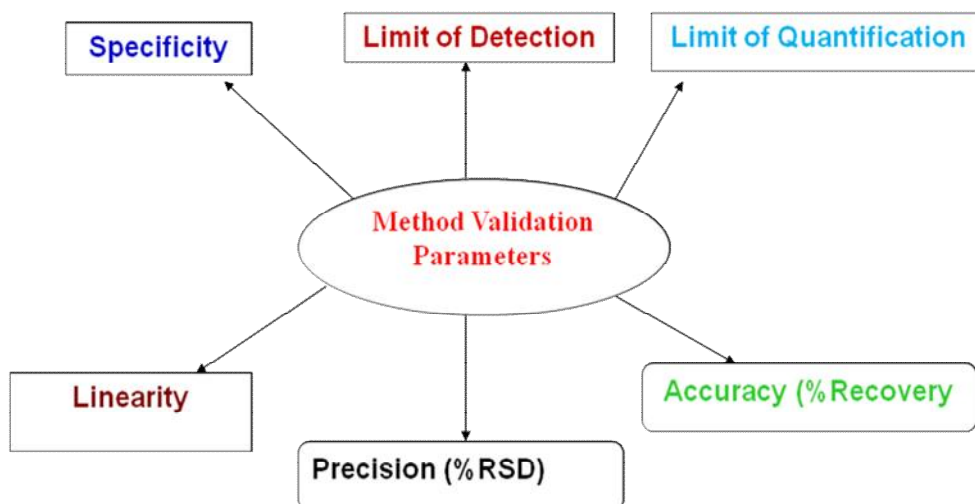 Specificity
Limit of Detection
Limit of Quantification
Method Validation
Parameters
Linearity
Accuracy (%Recovery
Precision (%RSD)